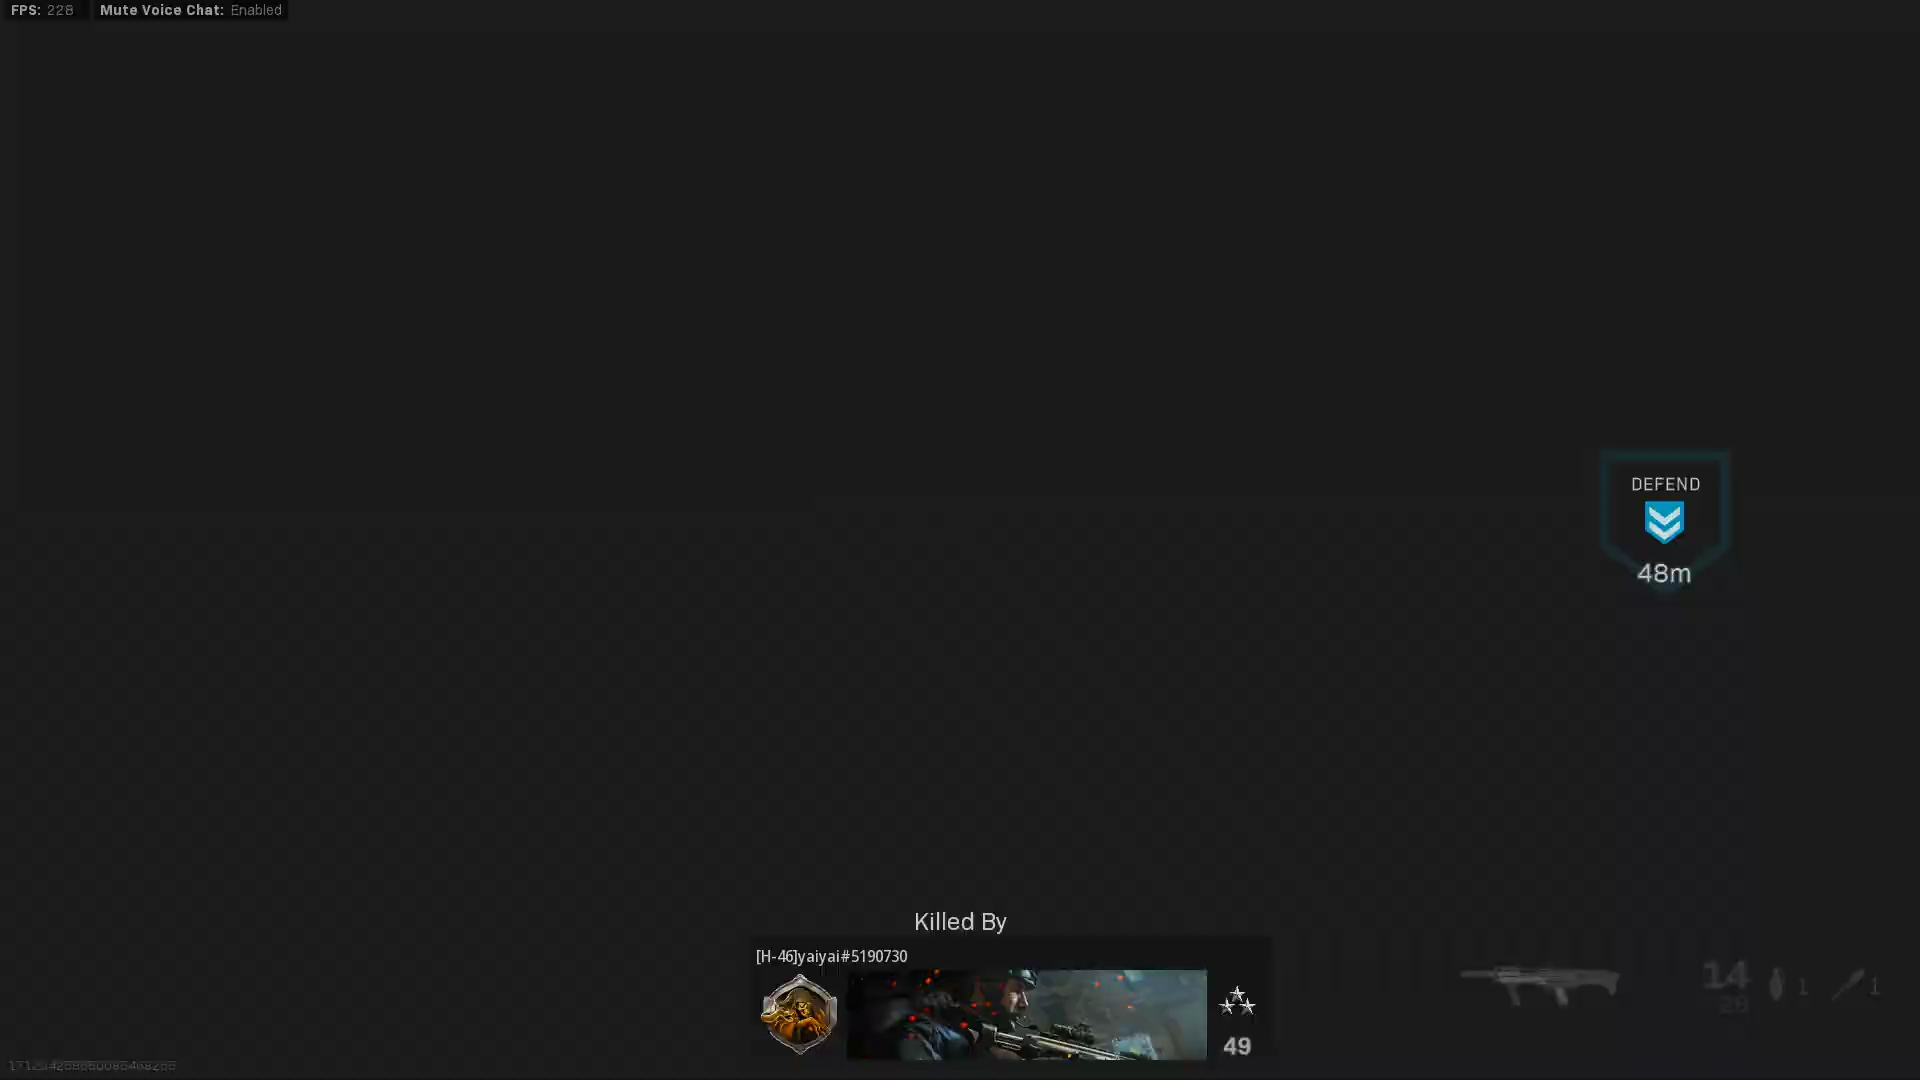 FPS: 228 Mute Voice Chat: Enabled
DEFEND
48m
Killed By
[H-46]yaiyai#5190730
14 1 1
49